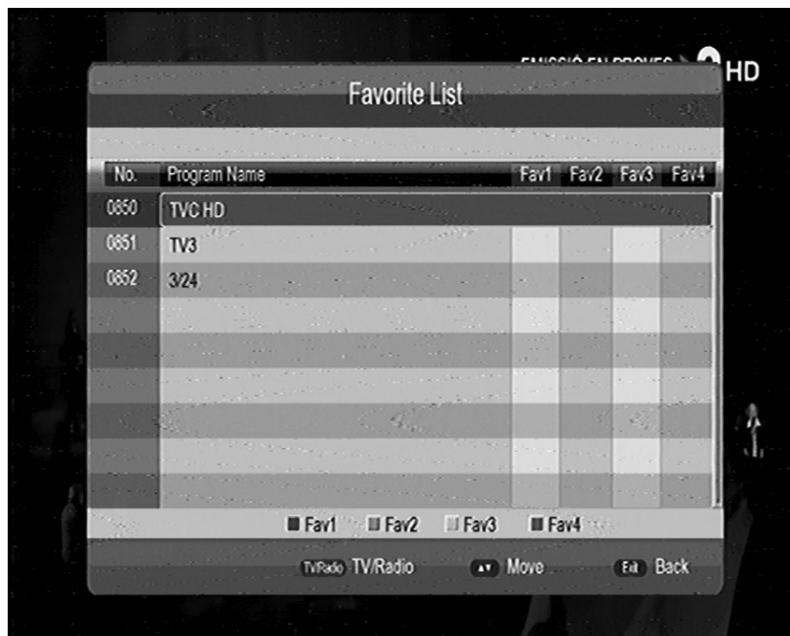 EMISSIÓ EN PROVES
HD
Favorite List
No. Program Name Fav1 Fav2 Fav3 Fav4
0850 TVC HD
0851 TV3
0852 3/24
Fav1 Fav2 Fav3 Fav4
TV/Radio TV/Radio Move Exit Back